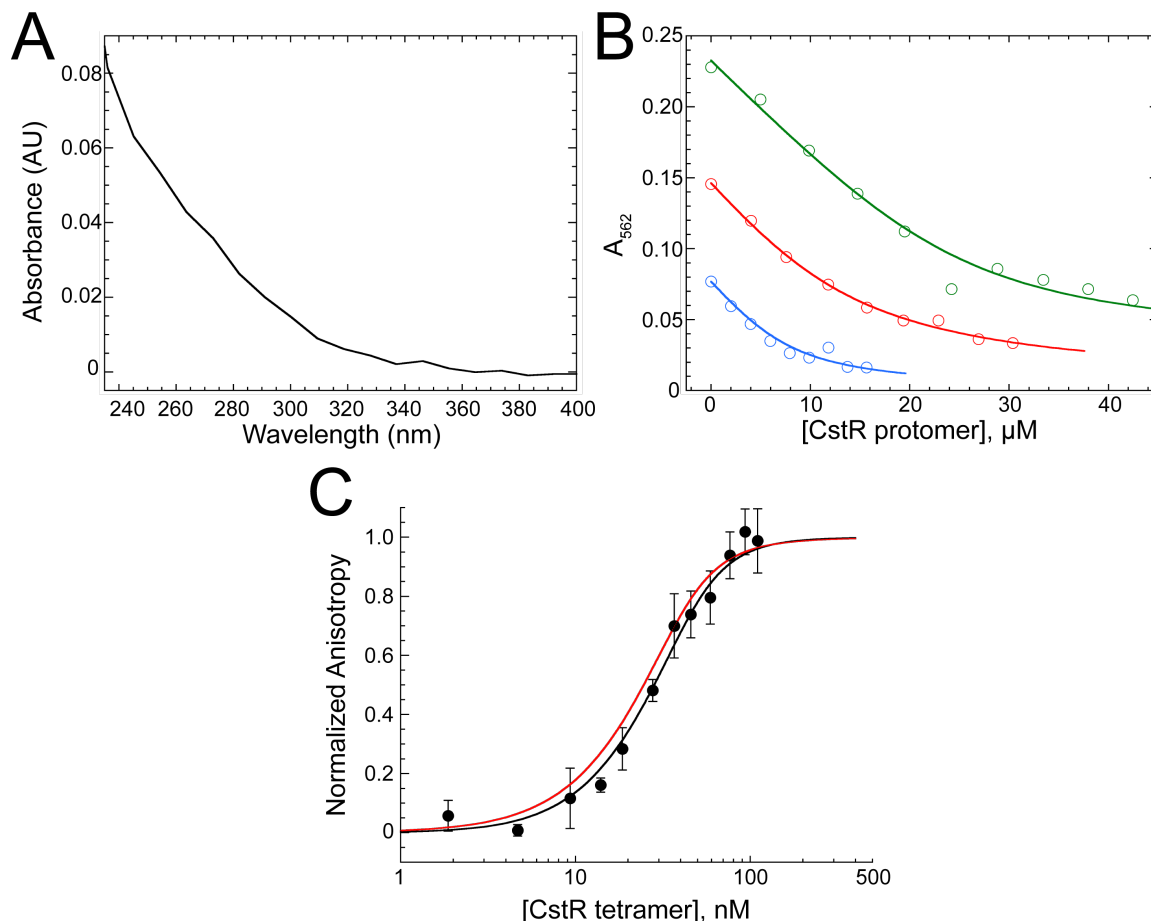 A
B
0.08
0.06
0.04
0.02
0
Absorbance (AU)
240 260 280 300 320 340 360 380 400
Wavelength (nm)
0.25
0.20
0.15
0.10
0.05
0
A562
0 10 20 30 40
[CstR protomer], µM
C
1.0
0.8
0.6
0.4
0.2
0
Normalized Anisotropy
1 10 100 500
[CstR tetramer], nM